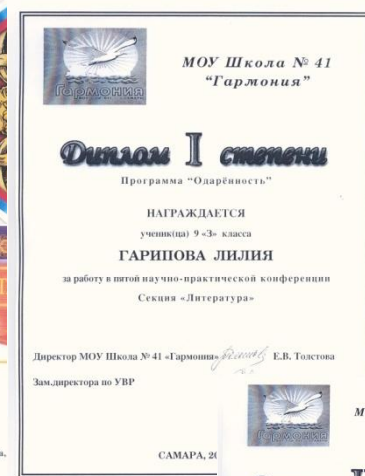 Гармония
МОУ Школа № 41
"Гармония"
Диплом I степени
Программа "Одарённость"
НАГРАЖДАЕТСЯ
ученик(ца) 9 «З» класса
ГАРИПОВА ЛИЛИЯ
за работу в пятой научно-практической конференции
Секция «Литература»
Директор МОУ Школа № 41 «Гармония» Е.В. Толстова
Зам.директора по УВР
Гармония
М
САМАРА, 20